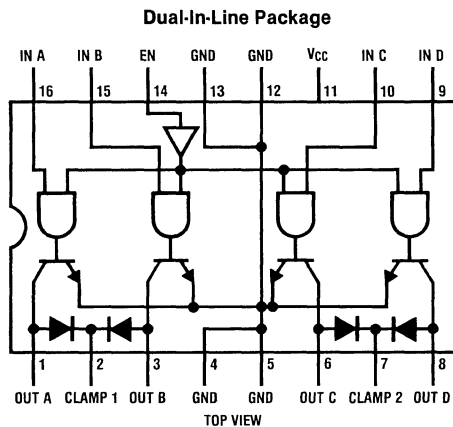 Dual-In-Line Package
IN A IN B EN GND GND VCC IN C IN D
16 15 14 13 12 11 10 9
1 2 3 4 5 6 7 8
OUT A CLAMP 1 OUT B GND GND OUT C CLAMP 2 OUT D
TOP VIEW